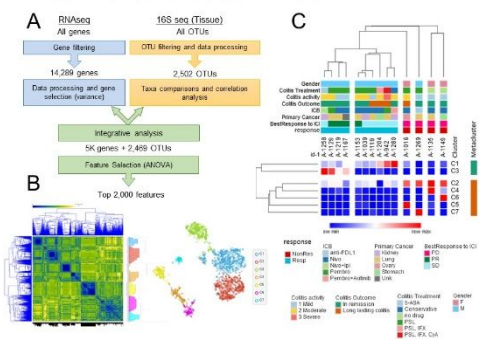 A
RNAseq
All genes
16S seq (Tissue)
All OTUs
Gene filtering
OTU filtering and data processing
14,289 genes
2,502 OTUs
Data processing and gene selection (variance)
Taxa comparisons and correlation analysis
Integrative analysis
5K genes + 2,469 OTUs
Feature Selection (ANOVA)
Top 2,000 features
B
C
Gender
Colitis Treatment
Colitis activity
Colitis Outcome
ICB
Primary Cancer
BestResponse to ICI
response
Cluster
Metacluster
C1
C3
C2
C4
C6
C5
C7
row min
row max
response
NonRes
Resp
ICB
anti-PDL1
Nivo
Nivo+Ipi
Pembro
Primary Cancer
Kidney
Lung
Ovary
Stomach
Unk
BestResponse to ICI
PD
PR
SD
Colitis activity
1 Mild
2 Moderate
3 Severe
Colitis Outcome
In remission
Long lasting colitis
Colitis Treatment
5-ASA
Conservative
no drug
PSL
PSL, IFX
PSL, IFX, CyA
Gender
F
M